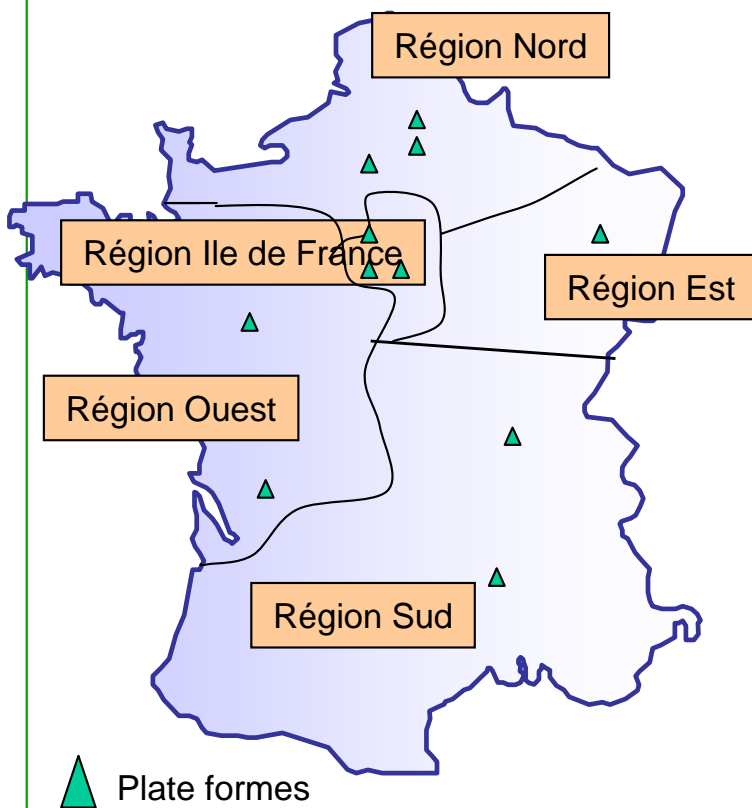 Région Nord
Région Ile de France
Région Est
Région Ouest
Région Sud
Plate formes